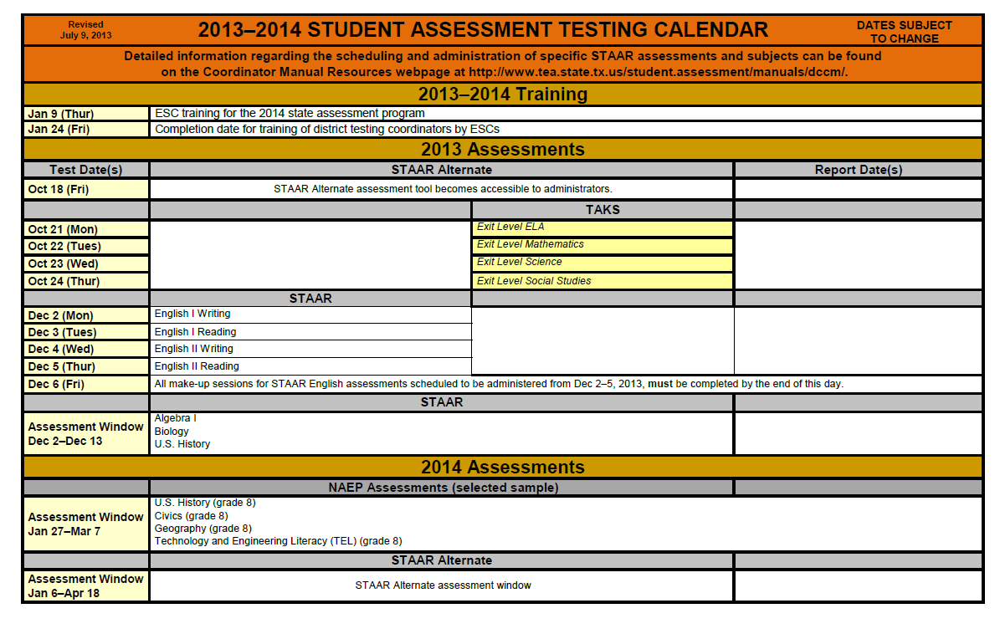 Revised
July 9, 2013
2013–2014 STUDENT ASSESSMENT TESTING CALENDAR
DATES SUBJECT
TO CHANGE
Detailed information regarding the scheduling and administration of specific STAAR assessments and subjects can be found
on the Coordinator Manual Resources webpage at http://www.tea.state.tx.us/student.assessment/manuals/dccm/.
2013–2014 Training
Jan 9 (Thur) ESC training for the 2014 state assessment program
Jan 24 (Fri) Completion date for training of district testing coordinators by ESCs
2013 Assessments
Test Date(s) STAAR Alternate Report Date(s)
Oct 18 (Fri) STAAR Alternate assessment tool becomes accessible to administrators.
TAKS
Oct 21 (Mon) Exit Level ELA
Oct 22 (Tues) Exit Level Mathematics
Oct 23 (Wed) Exit Level Science
Oct 24 (Thur) Exit Level Social Studies
STAAR
Dec 2 (Mon) English I Writing
Dec 3 (Tues) English I Reading
Dec 4 (Wed) English II Writing
Dec 5 (Thur) English II Reading
Dec 6 (Fri) All make-up sessions for STAAR English assessments scheduled to be administered from Dec 2–5, 2013, must be completed by the end of this day.
STAAR
Assessment Window
Dec 2–Dec 13
Algebra I
Biology
U.S. History
2014 Assessments
NAEP Assessments (selected sample)
Assessment Window
Jan 27–Mar 7
U.S. History (grade 8)
Civics (grade 8)
Geography (grade 8)
Technology and Engineering Literacy (TEL) (grade 8)
STAAR Alternate
Assessment Window
Jan 6–Apr 18
STAAR Alternate assessment window